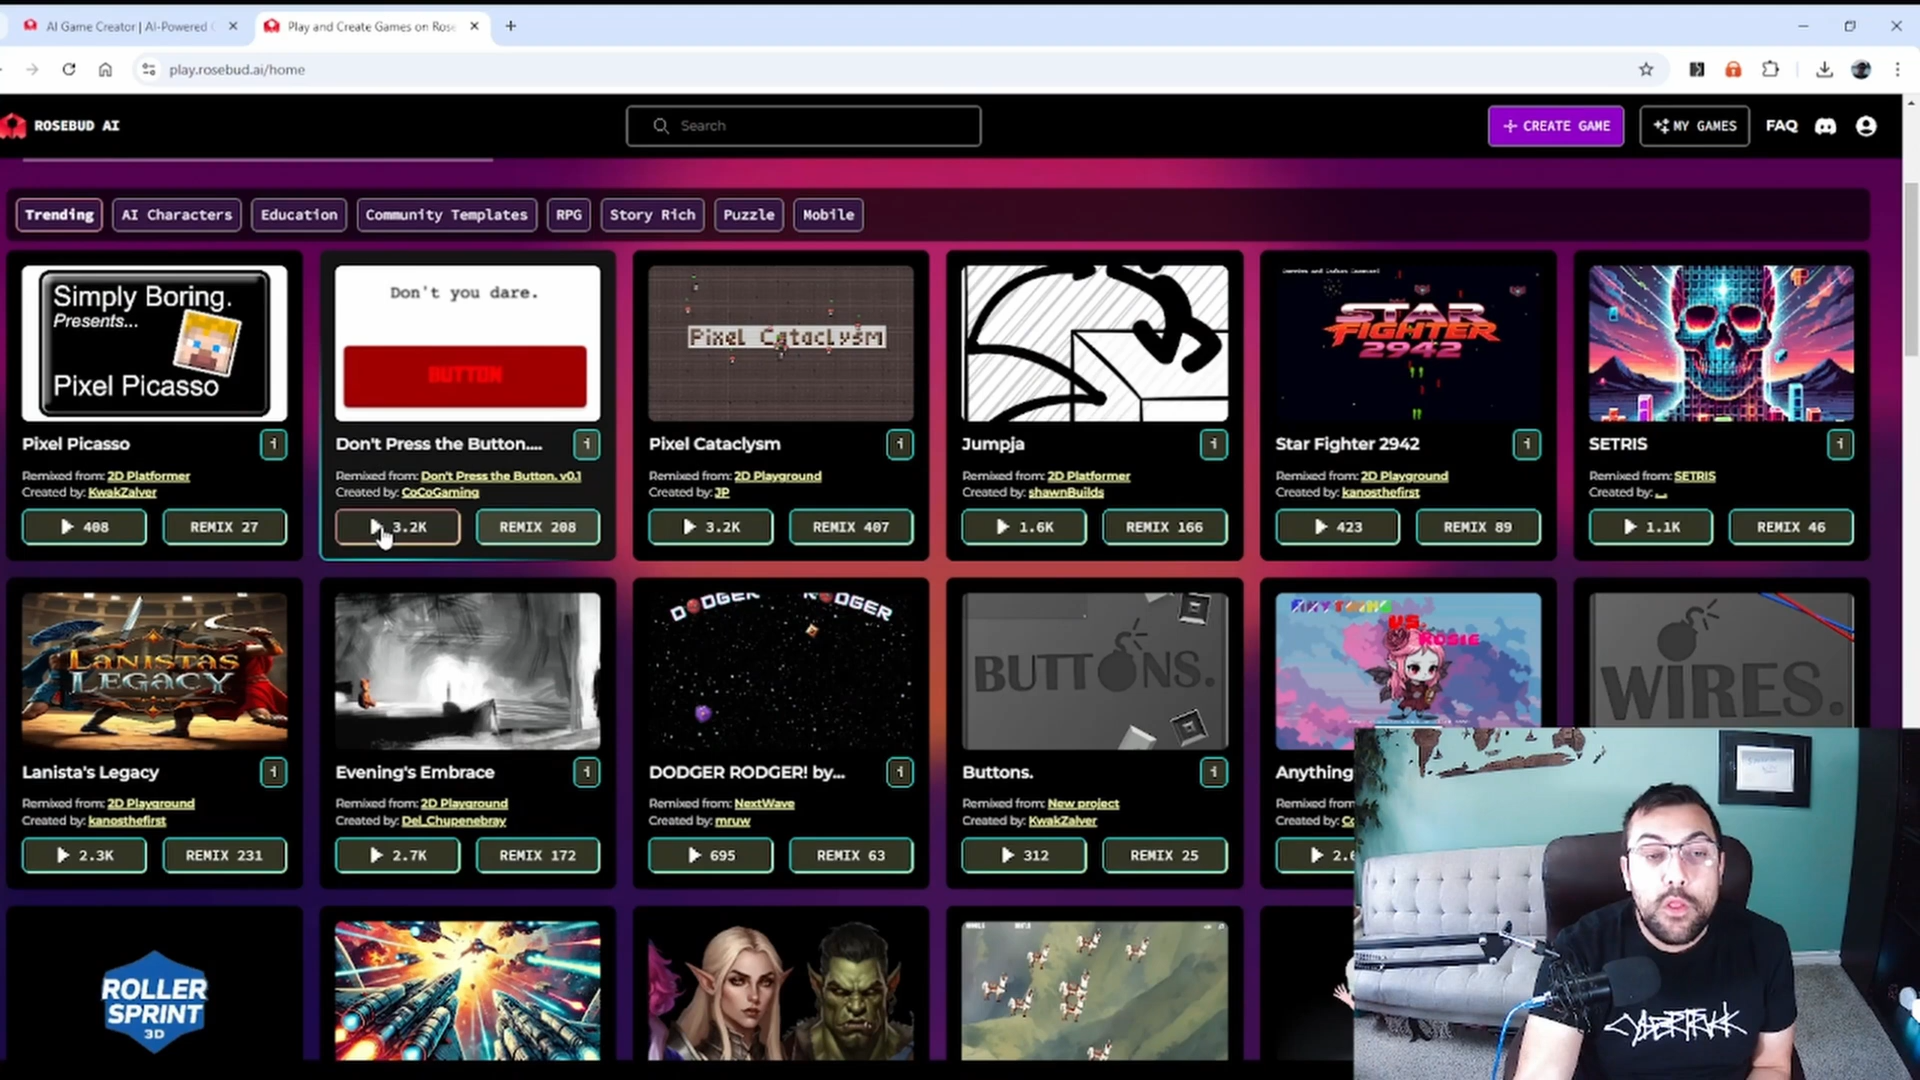 AI Game Creator | AI-Powered
Play and Create Games on Rose
play.rosebud.ai/home
ROSEBUD AI
Search
CREATE GAME
MY GAMES
FAQ
Trending
AI Characters
Education
Community Templates
RPG
Story Rich
Puzzle
Mobile
Simply Boring.
Presents...
Pixel Picasso
Don't you dare.
BUTTON
Pixel Cataclysm
STAR
FIGHTER
2942
Pixel Picasso
i
Don't Press the Button....
i
Pixel Cataclysm
i
Jumpja
i
Star Fighter 2942
i
SETRIS
i
Remixed from: 2D Platformer
Created by: KwakZalver
Remixed from: Don't Press the Button. v0.1
Created by: CoCoGaming
Remixed from: 2D Playground
Created by: JP
Remixed from: 2D Platformer
Created by: shawnBuilds
Remixed from: 2D Playground
Created by: kanosthefirst
Remixed from: SETRIS
Created by: _
408
REMIX 27
3.2K
REMIX 208
3.2K
REMIX 407
1.6K
REMIX 166
423
REMIX 89
1.1K
REMIX 46
LANISTAS
LEGACY
DODGER RODGER
BUTTONS.
ANYTHING
VS.
ROSIE
WIRES.
Lanista's Legacy
i
Evening's Embrace
i
DODGER RODGER! by...
i
Buttons.
i
Anything
Remixed from: 2D Playground
Created by: kanosthefirst
Remixed from: 2D Playground
Created by: Del_Chupenebray
Remixed from: NextWave
Created by: mruw
Remixed from: New project
Created by: KwakZalver
Remixed from:
Created by: Co
2.3K
REMIX 231
2.7K
REMIX 172
695
REMIX 63
312
REMIX 25
2.6
ROLLER
SPRINT
3D
CYBERTRUCK